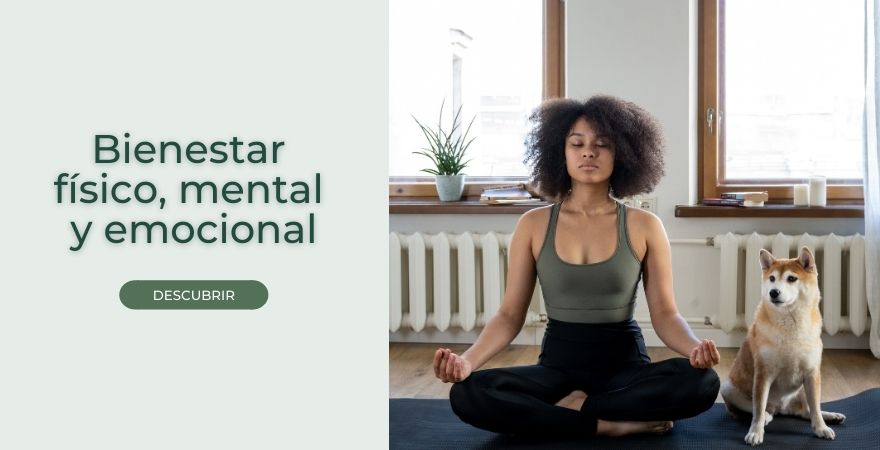 Bienestar
físico, mental
y emocional
DESCUBRIR